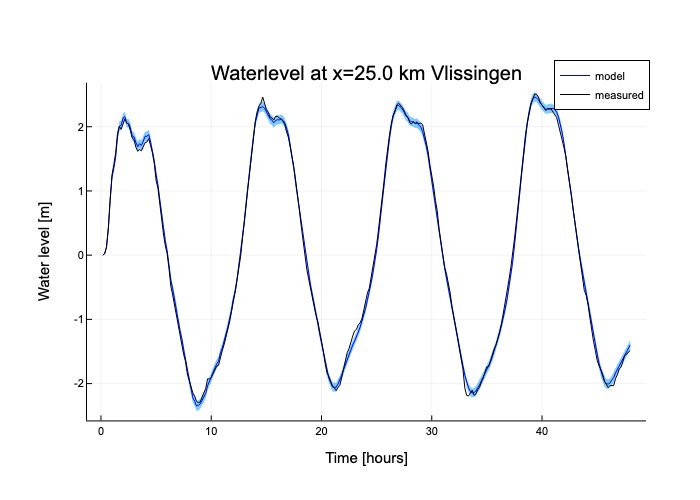 Waterlevel at x=25.0 km Vlissingen
model
measured
Water level [m]
2
1
0
-1
-2
0
10
20
30
40
Time [hours]